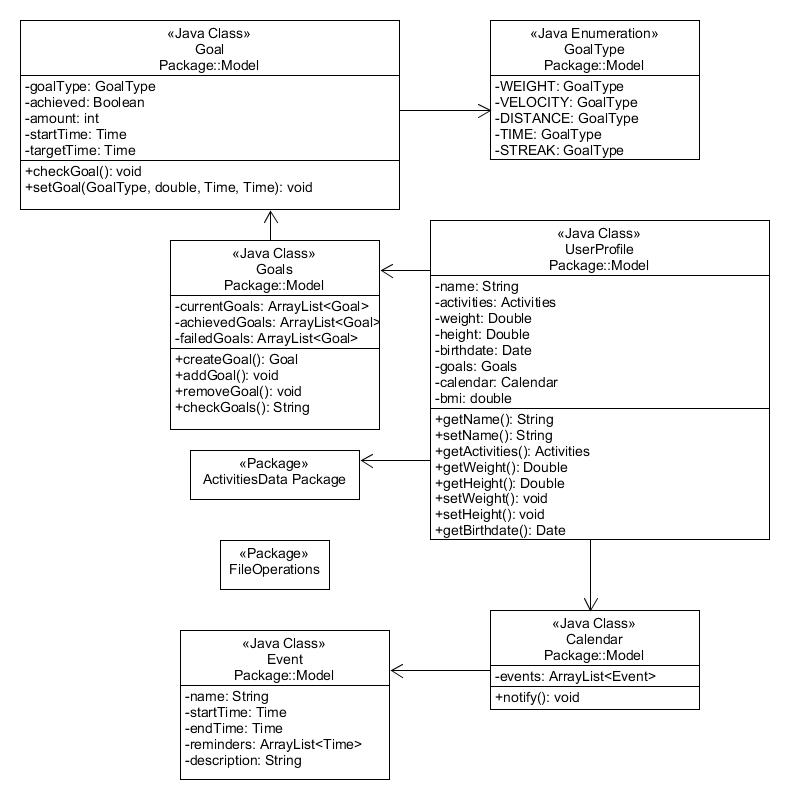 «Java Class»
Goal
Package::Model
-goalType: GoalType
-achieved: Boolean
-amount: int
-startTime: Time
-targetTime: Time
+checkGoal(): void
+setGoal(GoalType, double, Time, Time): void
«Java Enumeration»
GoalType
Package::Model
-WEIGHT: GoalType
-VELOCITY: GoalType
-DISTANCE: GoalType
-TIME: GoalType
-STREAK: GoalType
«Java Class»
Goals
Package::Model
-currentGoals: ArrayList<Goal>
-achievedGoals: ArrayList<Goal>
-failedGoals: ArrayList<Goal>
+createGoal(): Goal
+addGoal(): void
+removeGoal(): void
+checkGoals(): String
«Java Class»
UserProfile
Package::Model
-name: String
-activities: Activities
-weight: Double
-height: Double
-birthdate: Date
-goals: Goals
-calendar: Calendar
-bmi: double
+getName(): String
+setName(): String
+getActivities(): Activities
+getWeight(): Double
+getHeight(): Double
+setWeight(): void
+setHeight(): void
+getBirthdate(): Date
«Package»
ActivitiesData Package
«Package»
FileOperations
«Java Class»
Calendar
Package::Model
-events: ArrayList<Event>
+notify(): void
«Java Class»
Event
Package::Model
-name: String
-startTime: Time
-endTime: Time
-reminders: ArrayList<Time>
-description: String